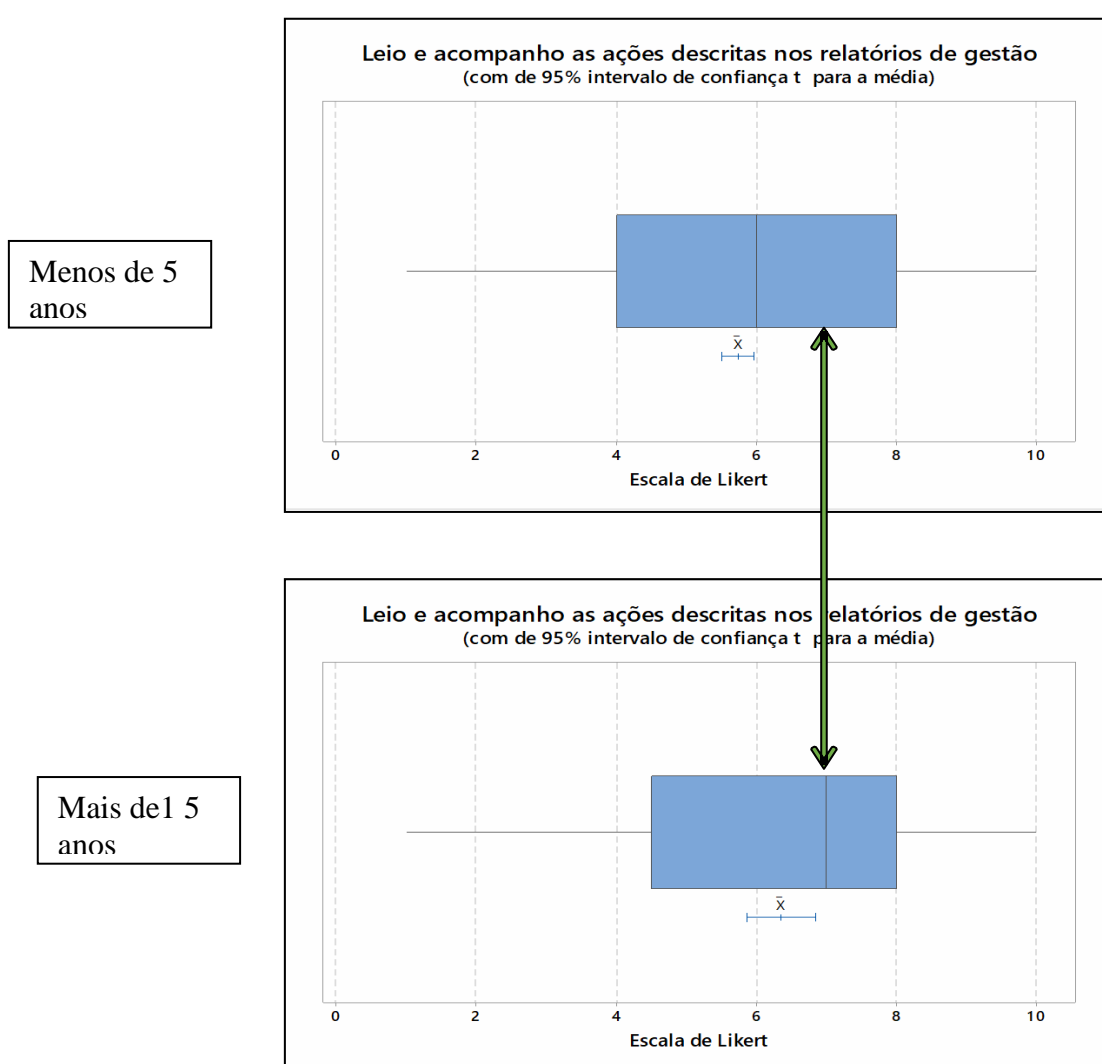 Leio e acompanho as ações descritas nos relatórios de gestão
(com de 95% intervalo de confiança t para a média)
Menos de 5
anos
X̄
0 2 4 6 8 10
Escala de Likert
Leio e acompanho as ações descritas nos relatórios de gestão
(com de 95% intervalo de confiança t para a média)
Mais de1 5
anos
X̄
0 2 4 6 8 10
Escala de Likert